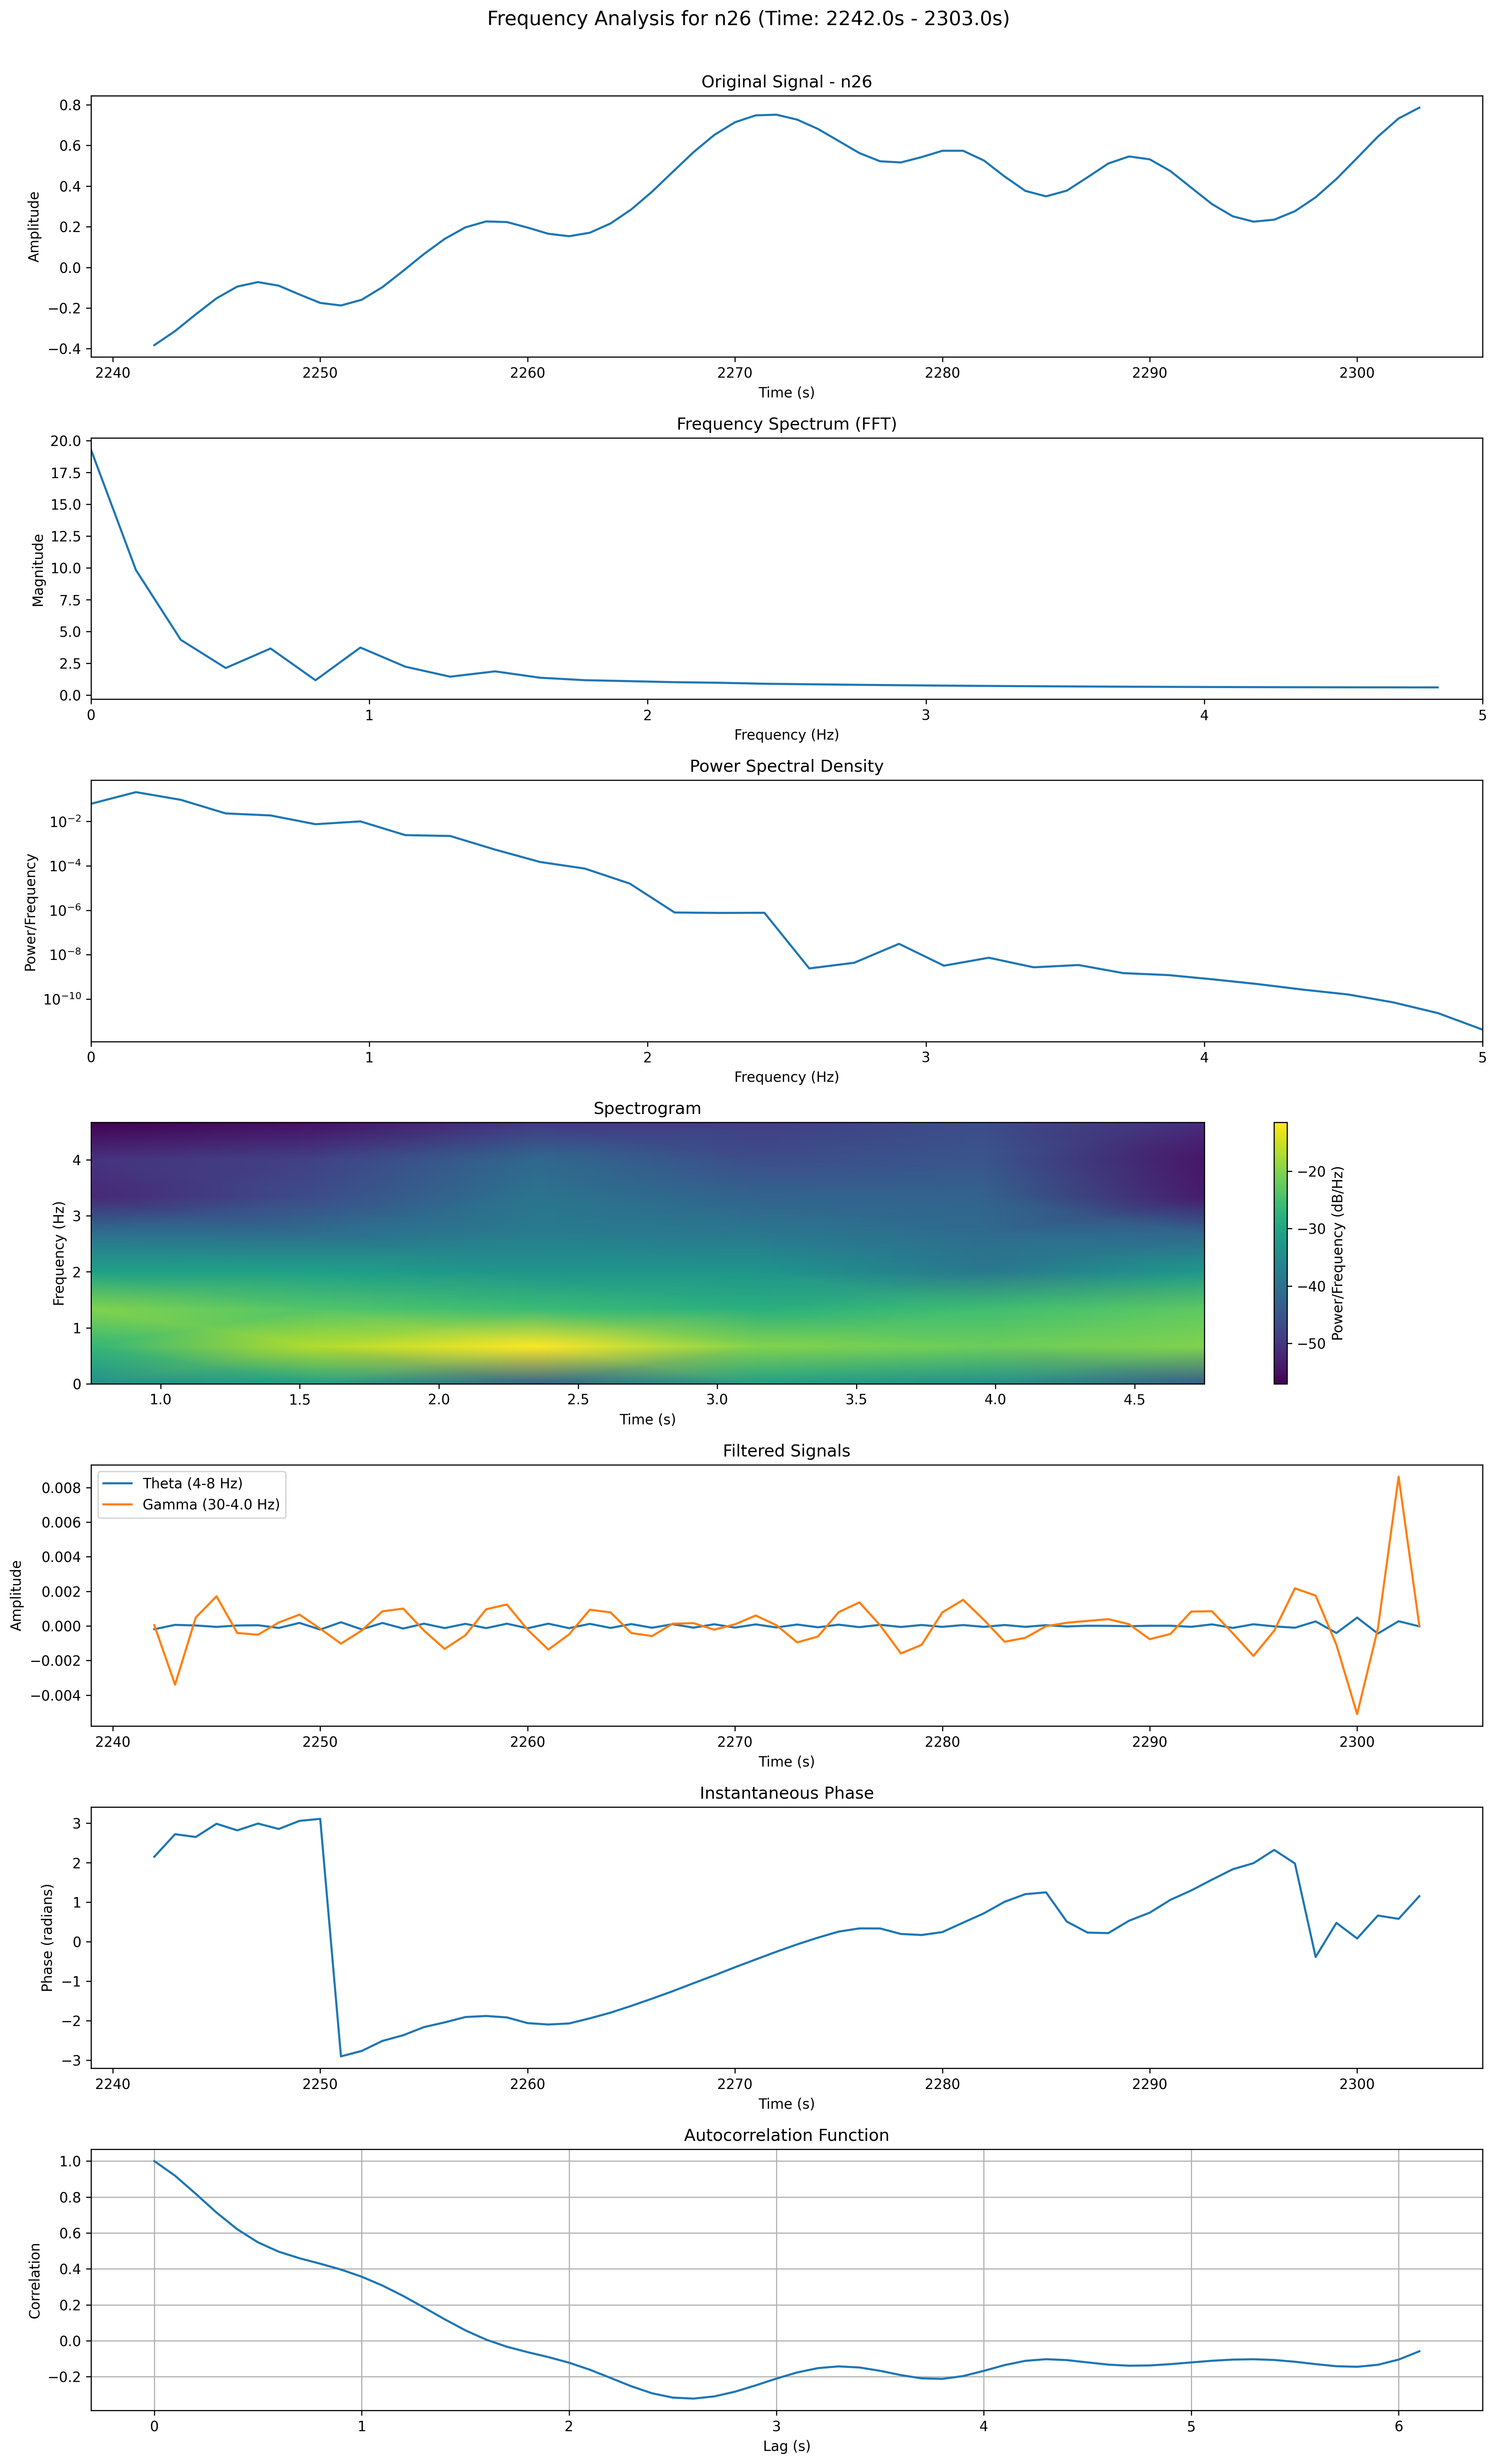 Frequency Analysis for n26 (Time: 2242.0s - 2303.0s)
Original Signal - n26
Amplitude
0.8
0.6
0.4
0.2
0.0
−0.2
−0.4
2240 2250 2260 2270 2280 2290 2300
Time (s)
Frequency Spectrum (FFT)
Magnitude
20.0
17.5
15.0
12.5
10.0
7.5
5.0
2.5
0.0
0 1 2 3 4 5
Frequency (Hz)
Power Spectral Density
Power/Frequency
10⁻²
10⁻⁴
10⁻⁶
10⁻⁸
10⁻¹⁰
0 1 2 3 4 5
Frequency (Hz)
Spectrogram
Frequency (Hz)
4
3
2
1
0
1.0 1.5 2.0 2.5 3.0 3.5 4.0 4.5
Time (s)
−20
−30
−40
−50
Power/Frequency (dB/Hz)
Filtered Signals
Theta (4-8 Hz)
Gamma (30-4.0 Hz)
Amplitude
0.008
0.006
0.004
0.002
0.000
−0.002
−0.004
2240 2250 2260 2270 2280 2290 2300
Time (s)
Instantaneous Phase
Phase (radians)
3
2
1
0
−1
−2
−3
2240 2250 2260 2270 2280 2290 2300
Time (s)
Autocorrelation Function
Correlation
1.0
0.8
0.6
0.4
0.2
0.0
−0.2
0 1 2 3 4 5 6
Lag (s)